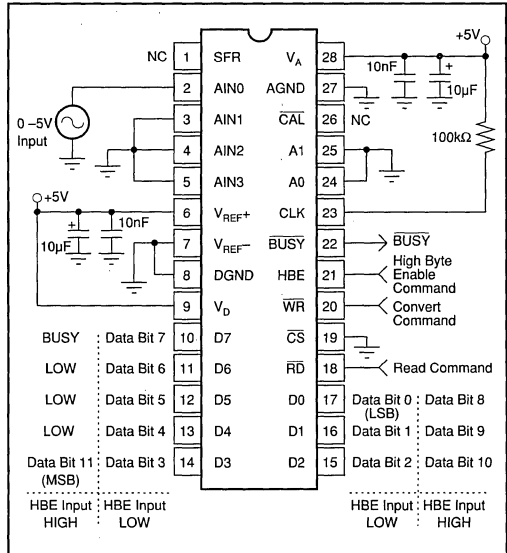 +5V
NC 1 SFR VA 28 10nF +
2 AIN0 AGND 27 10µF
0 –5V
Input
3 AIN1 CAL 26 NC
100kΩ
4 AIN2 A1 25
5 AIN3 A0 24
+5V
6 VREF+ CLK 23
+ 10nF
10µF
7 VREF– BUSY 22 BUSY
8 DGND HBE 21 High Byte
Enable
Command
9 VD WR 20 Convert
Command
BUSY Data Bit 7 10 D7 CS 19
LOW Data Bit 6 11 D6 RD 18 Read Command
LOW Data Bit 5 12 D5 D0 17 Data Bit 0 Data Bit 8
(LSB)
LOW Data Bit 4 13 D4 D1 16 Data Bit 1 Data Bit 9
Data Bit 11 Data Bit 3 14 D3 D2 15 Data Bit 2 Data Bit 10
(MSB)
HBE Input HBE Input HBE Input HBE Input
HIGH LOW LOW HIGH